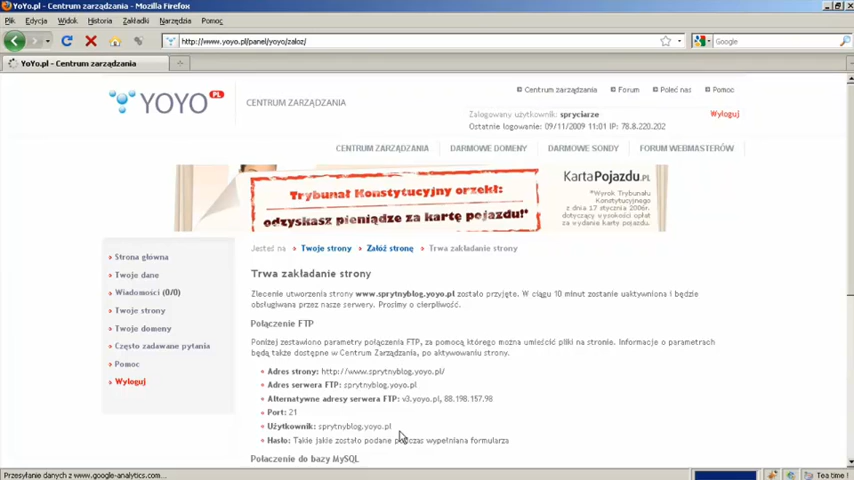 YoYo.pl - Centrum zarządzania - Mozilla Firefox
Plik Edycja Widok Historia Zakładki Narzędzia Pomoc
http://www.yoyo.pl/panel/yoyo/zaloz/
Google
YoYo.pl - Centrum zarządzania
Centrum zarządzania Forum Poleć nas Pomoc
YOYO PL
CENTRUM ZARZĄDZANIA
Zalogowany użytkownik: spryciarze
Wyloguj
Ostatnie logowanie: 09/11/2009 11:01 IP: 78.8.220.202
CENTRUM ZARZĄDZANIA DARMOWE DOMENY DARMOWE SONDY FORUM WEBMASTERÓW
Trybunał Konstytucyjny orzekł:
odzyskasz pieniądze za kartę pojazdu!*
KartaPojazdu.PL
*Wyrok Trybunału
Konstytucyjnego
z dnia 17 stycznia 2006r.
dotyczący wysokości opłat
za wydanie karty pojazdu.
Jesteś na Twoje strony Załóż stronę Trwa zakładanie strony
Strona główna
Twoje dane
Wiadomości (0/0)
Twoje strony
Twoje domeny
Często zadawane pytania
Pomoc
Wyloguj
Trwa zakładanie strony
Zlecenie utworzenia strony www.sprytnyblog.yoyo.pl zostało przyjęte. W ciągu 10 minut zostanie uaktywniona i będzie
obsługiwana przez nasze serwery. Prosimy o cierpliwość.
Połączenie FTP
Poniżej zestawiono parametry połączenia FTP, za pomocą którego można umieścić pliki na stronie. Informacje o parametrach
będą także dostępne w Centrum Zarządzania, po aktywowaniu strony.
Adres strony: http://www.sprytnyblog.yoyo.pl/
Adres serwera FTP: sprytnyblog.yoyo.pl
Alternatywne adresy serwera FTP: v3.yoyo.pl, 88.198.157.98
Port: 21
Użytkownik: sprytnyblog.yoyo.pl
Hasło: Takie jakie zostało podane podczas wypełniana formularza
Połączenie do bazy MySQL
Przesyłanie danych z www.google-analytics.com...
Tea time!